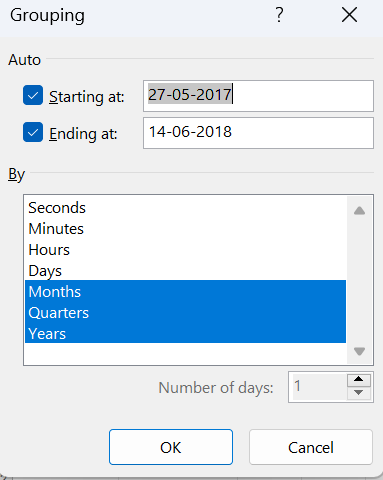 Grouping ?
Auto
Starting at: 27-05-2017
Ending at: 14-06-2018
By
Seconds
Minutes
Hours
Days
Months
Quarters
Years
Number of days: 1
OK Cancel